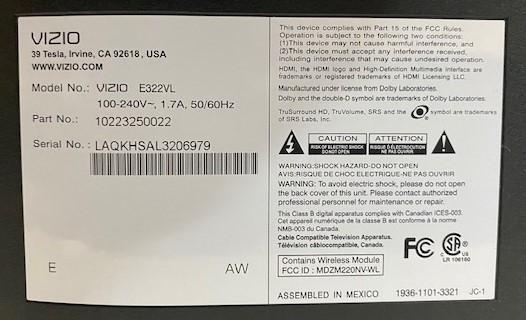 VIZIO
39 Tesla, Irvine, CA 92618, USA
WWW.VIZIO.COM
Model No.: VIZIO E322VL
100-240V~, 1.7A, 50/60Hz
Part No.: 10223250022
Serial No.: LAQKHSAL3206979
E AW
This device complies with Part 15 of the FCC Rules.
Operation is subject to the following two conditions:
(1)This device may not cause harmful interference, and
(2)This device must accept any interference received,
including interference that may cause undesired operation.
HDMI, the HDMI logo and High-Definition Multimedia Interface are
trademarks or registered trademarks of HDMI Licensing LLC.
Manufactured under license from Dolby Laboratories.
Dolby and the double-D symbol are trademarks of Dolby Laboratories.
TruSurround HD, TruVolume, SRS and the symbol are trademarks
of SRS Labs, Inc.
CAUTION
RISK OF ELECTRIC SHOCK
DO NOT OPEN
ATTENTION
RISQUE D'ELECTROCUTION
NE PAS OUVRIR
WARNING:SHOCK HAZARD-DO NOT OPEN
AVIS:RISQUE DE CHOC ELECTRIQUE-NE PAS OUVRIR
WARNING: To avoid electric shock, please do not open
the back cover of this unit. Please contact authorized
professional personnel for maintenance or repair.
This Class B digital apparatus complies with Canadian ICES-003.
Cet appareil numérique de la classe B est conforme à la norme
NMB-003 du Canada.
Cable Compatible Television Apparatus.
Télévision câblocompatible, Canada.
FC
SA
C US
LR 106160
Contains Wireless Module
FCC ID : MDZM220NV-WL
ASSEMBLED IN MEXICO 1936-1101-3321 JC-1